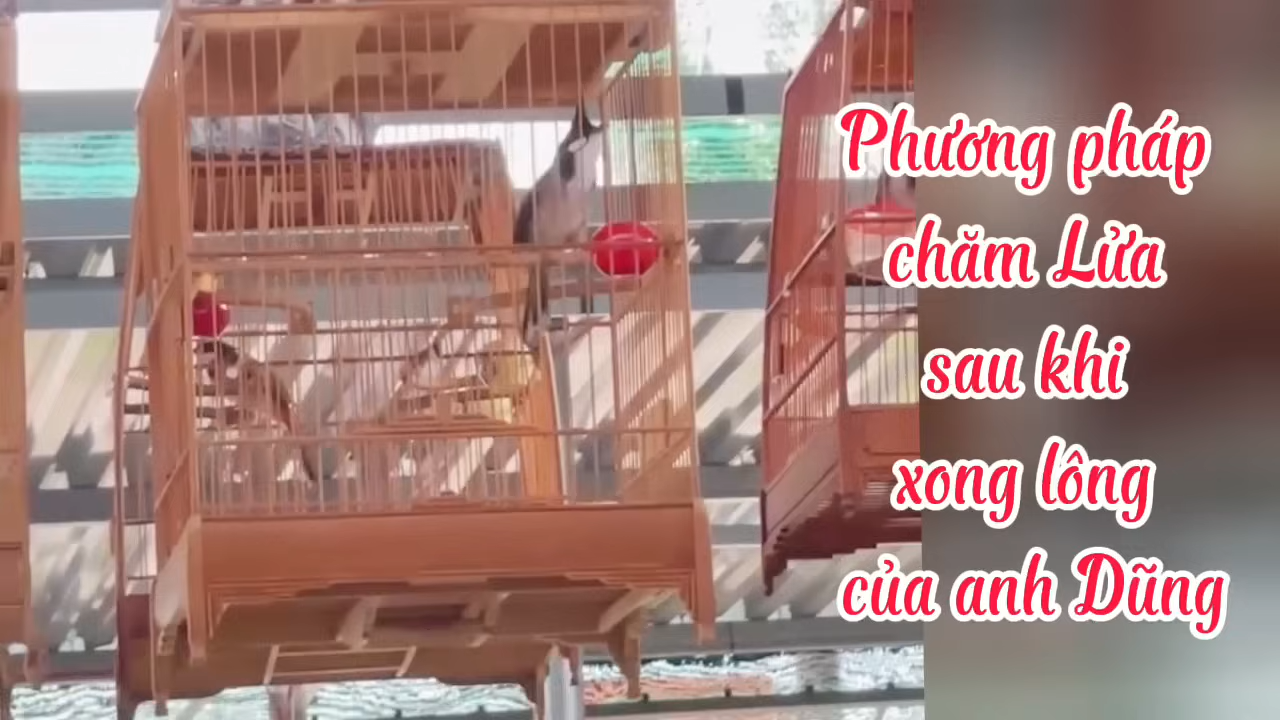 Phương pháp
chăm Lửa
sau khi
xong lông
của anh Dũng